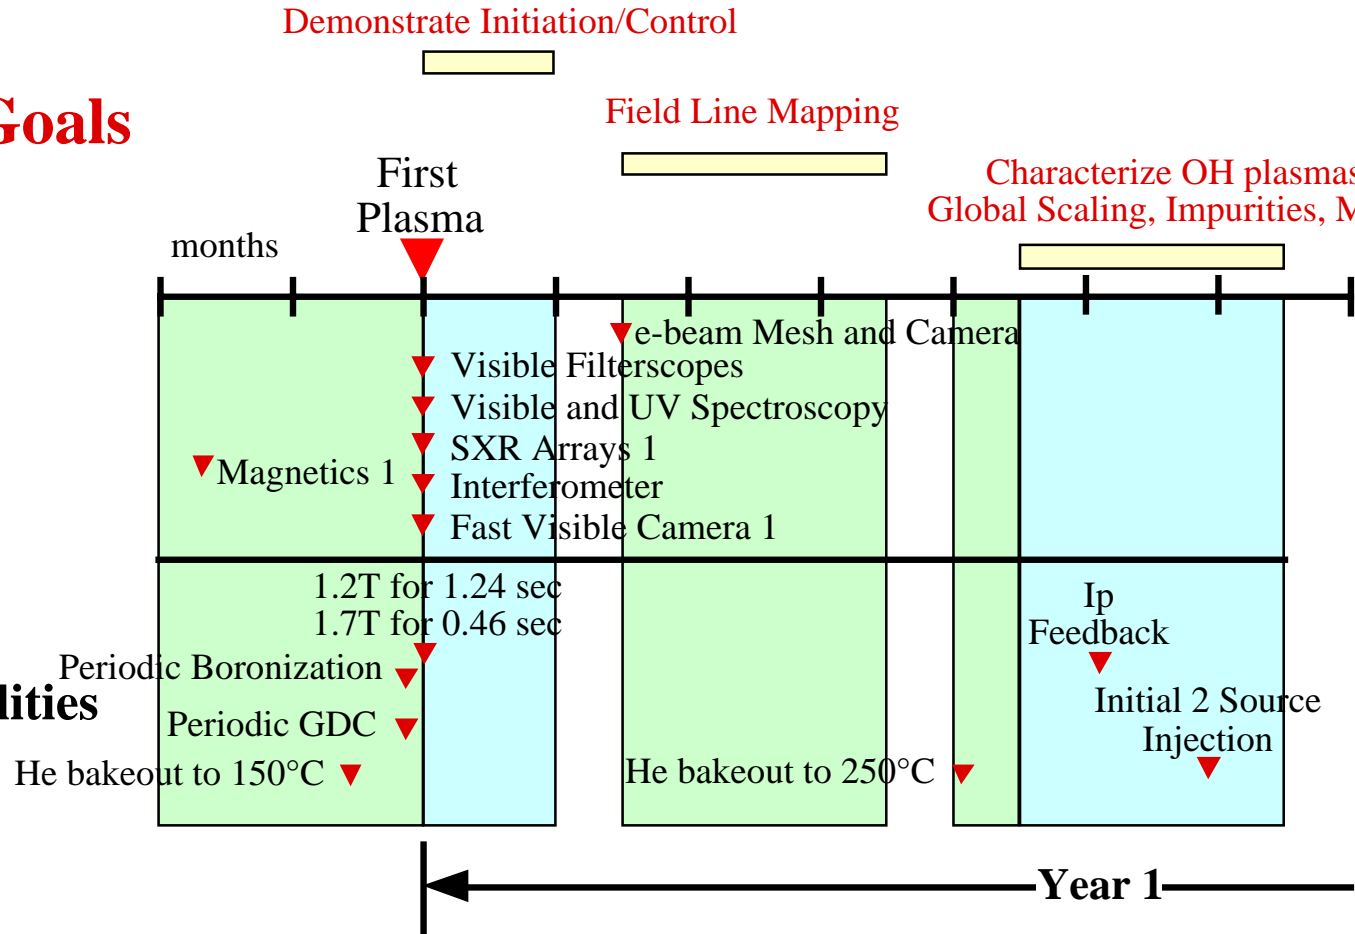 Demonstrate Initiation/Control
Goals
Field Line Mapping
First
Plasma
Characterize OH plasmas
Global Scaling, Impurities, M
months
e-beam Mesh and Camera
Visible Filterscopes
Visible and UV Spectroscopy
SXR Arrays 1
Magnetics 1
Interferometer
Fast Visible Camera 1
1.2T for 1.24 sec
1.7T for 0.46 sec
Ip
Feedback
Periodic Boronization
lities
Initial 2 Source
Injection
Periodic GDC
He bakeout to 150°C
He bakeout to 250°C
Year 1